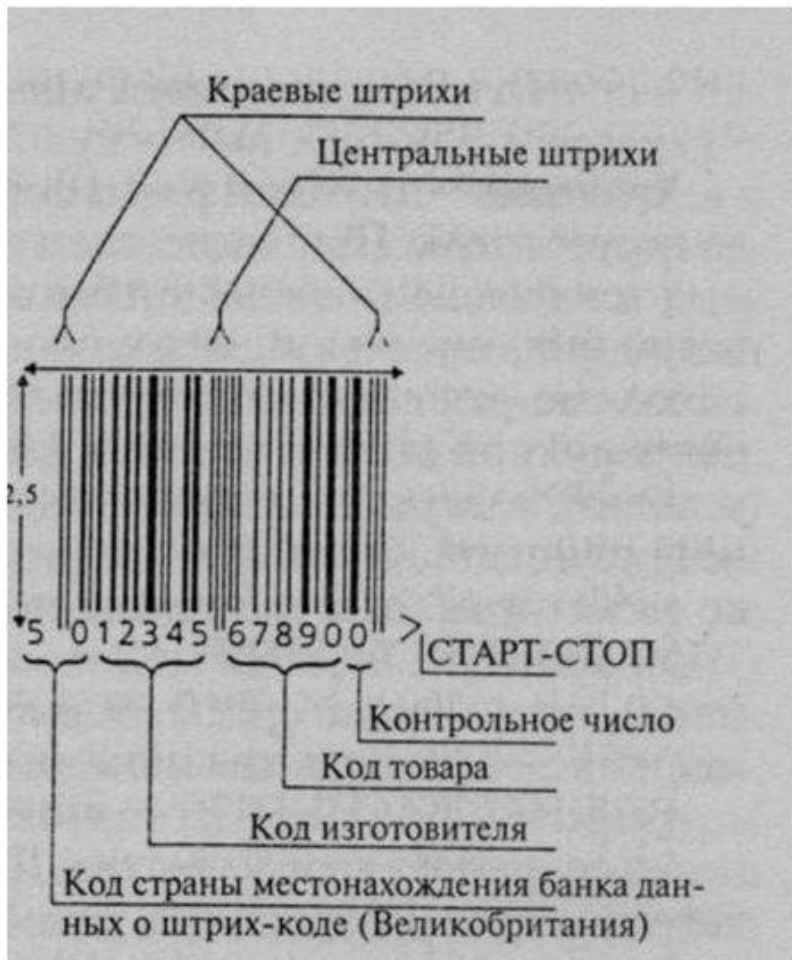 Краевые штрихи
Центральные штрихи
2,5
5 012345 678900 >
СТАРТ-СТОП
Контрольное число
Код товара
Код изготовителя
Код страны местонахождения банка дан-
ных о штрих-коде (Великобритания)